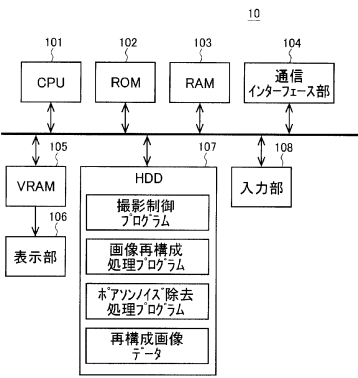 10
101
102
103
104
CPU
ROM
RAM
通信
インターフェース部
105
107
108
VRAM
HDD
入力部
106
撮影制御
プログラム
表示部
画像再構成
処理プログラム
ポアソンノイズ除去
処理プログラム
再構成画像
データ